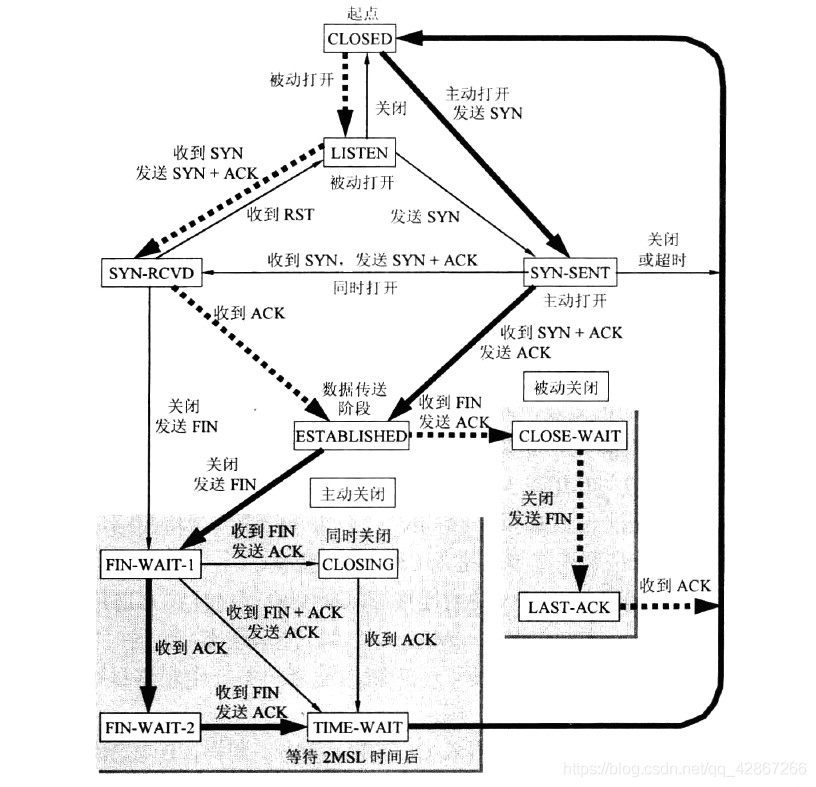 起点
CLOSED
被动打开
关闭
主动打开
发送 SYN
收到 SYN
发送 SYN + ACK
LISTEN
被动打开
收到 RST
发送 SYN
关闭
或超时
SYN-RCVD
收到 SYN，发送 SYN + ACK
同时打开
SYN-SENT
主动打开
收到 ACK
收到 SYN + ACK
发送 ACK
数据传送
阶段
ESTABLISHED
收到 FIN
发送 ACK
被动关闭
CLOSE-WAIT
关闭
发送 FIN
关闭
发送 FIN
主动关闭
关闭
发送 FIN
FIN-WAIT-1
收到 FIN
发送 ACK
同时关闭
CLOSING
LAST-ACK
收到 ACK
收到 ACK
收到 FIN + ACK
发送 ACK
收到 ACK
FIN-WAIT-2
收到 FIN
发送 ACK
TIME-WAIT
等待 2MSL 时间后
https://blog.csdn.net/qq_42867266